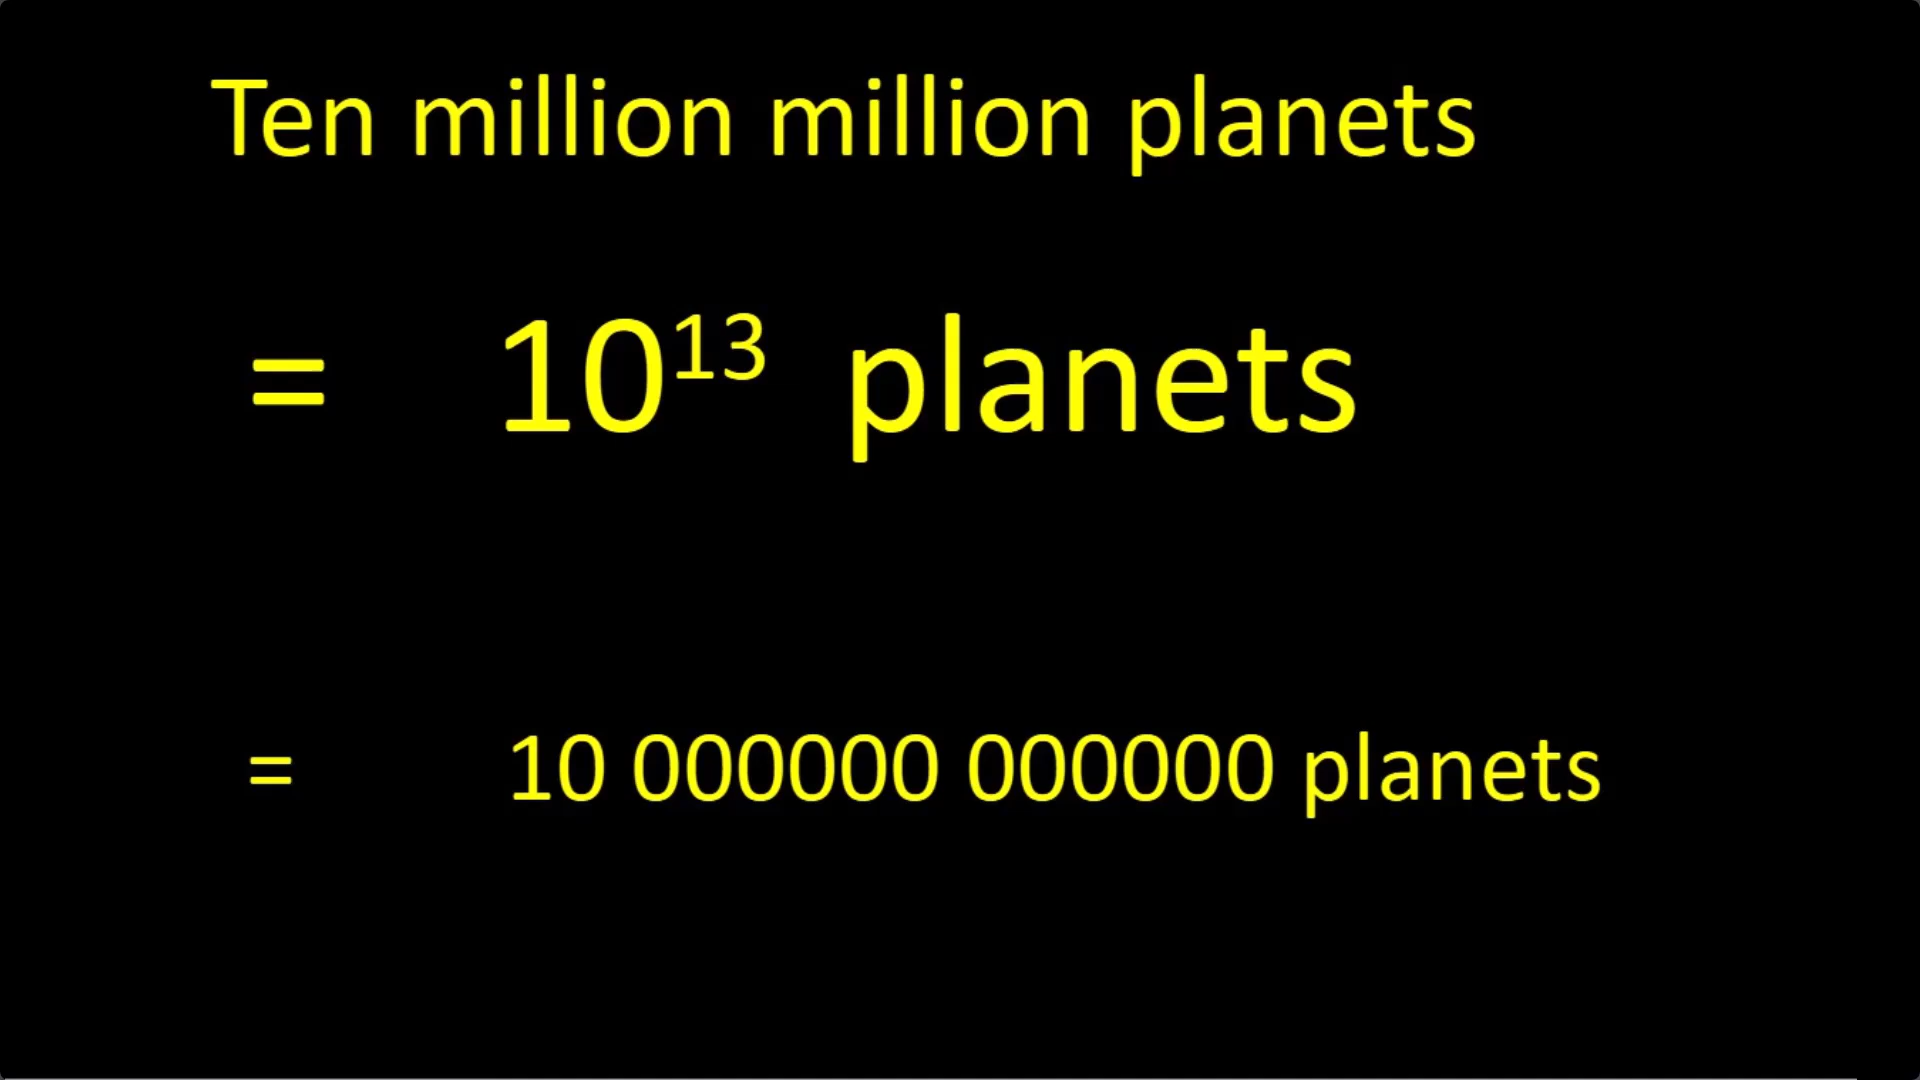 Ten million million planets
= 10¹³ planets
= 10 000000 000000 planets